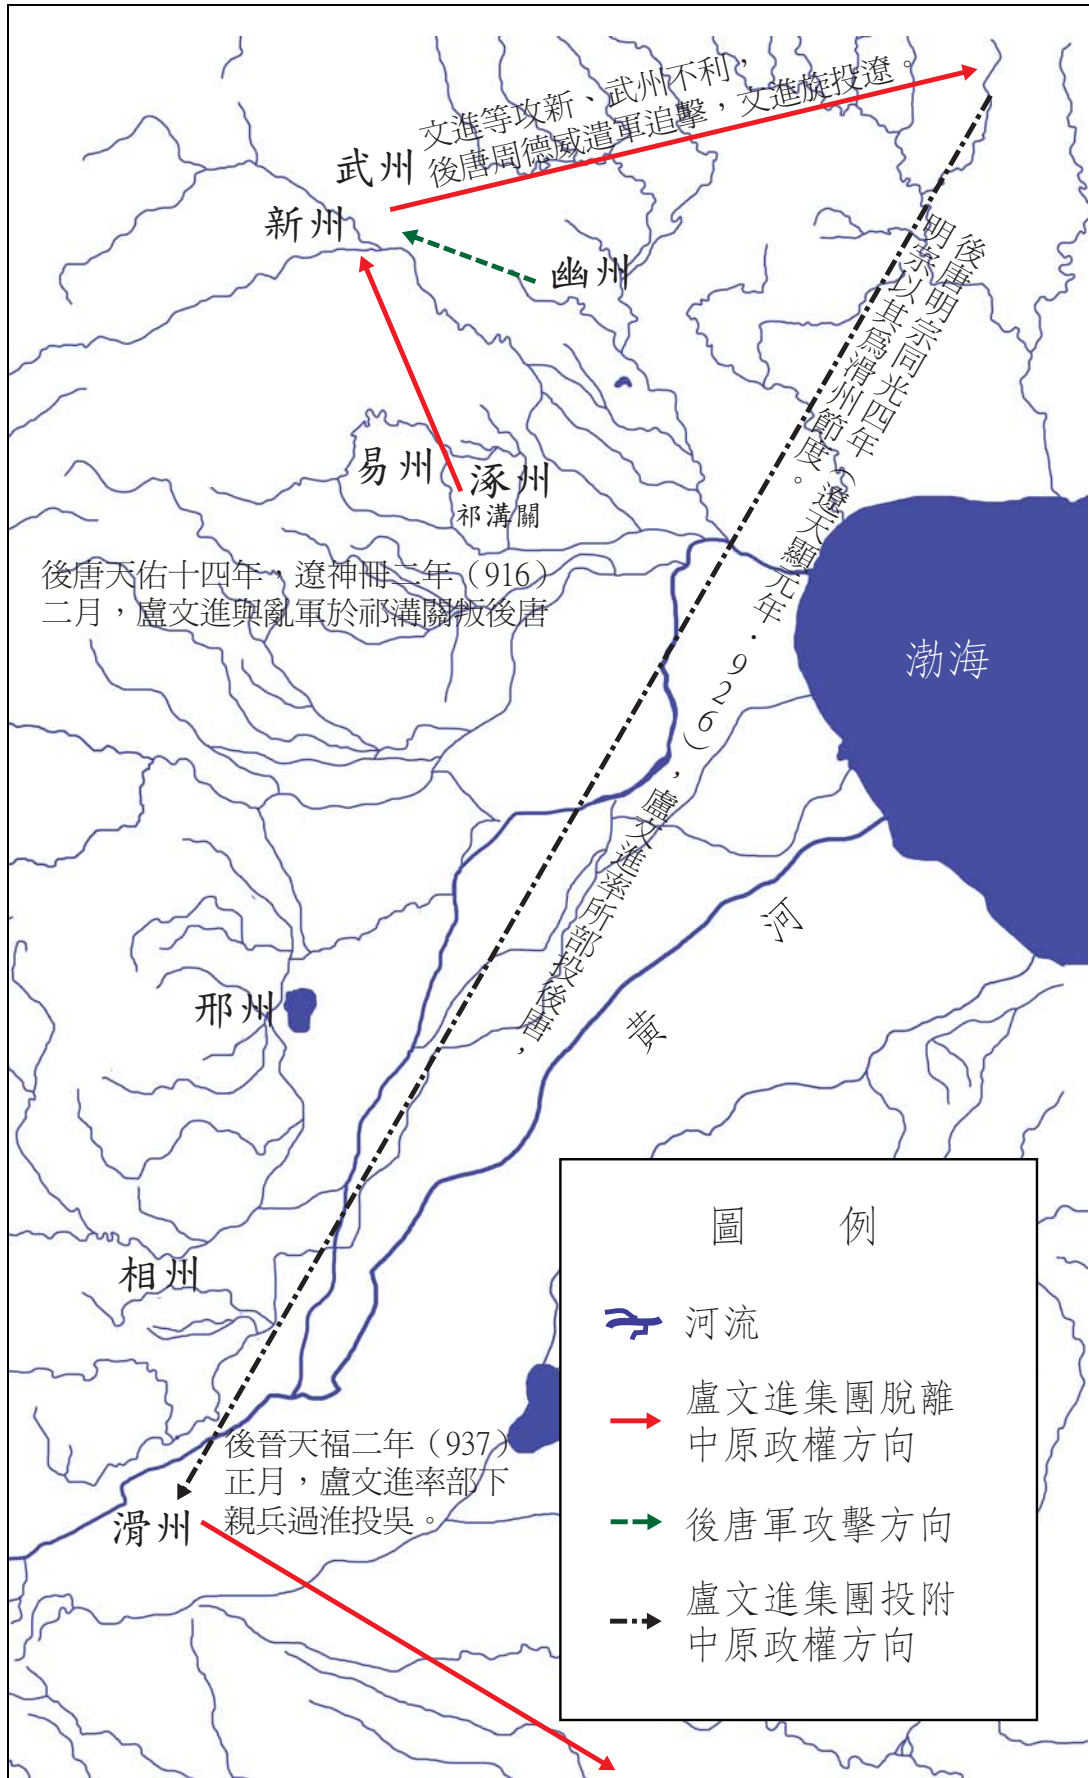 文進等攻新、武州不利，
後唐周德威遣軍追擊，文進旋投遼。
武州
新州
幽州
後唐明宗同光四年（遼天顯元年．926），盧文進率所部投後唐，
明宗以其為滑州節度。
易州
涿州
祁溝關
後唐天佑十四年，遼神冊二年（916）
二月，盧文進與亂軍於祁溝關叛後唐
渤海
河
黃
邢州
相州
後晉天福二年（937）
正月，盧文進率部下
親兵過淮投吳。
滑州
圖例
河流
盧文進集團脫離
中原政權方向
後唐軍攻擊方向
盧文進集團投附
中原政權方向